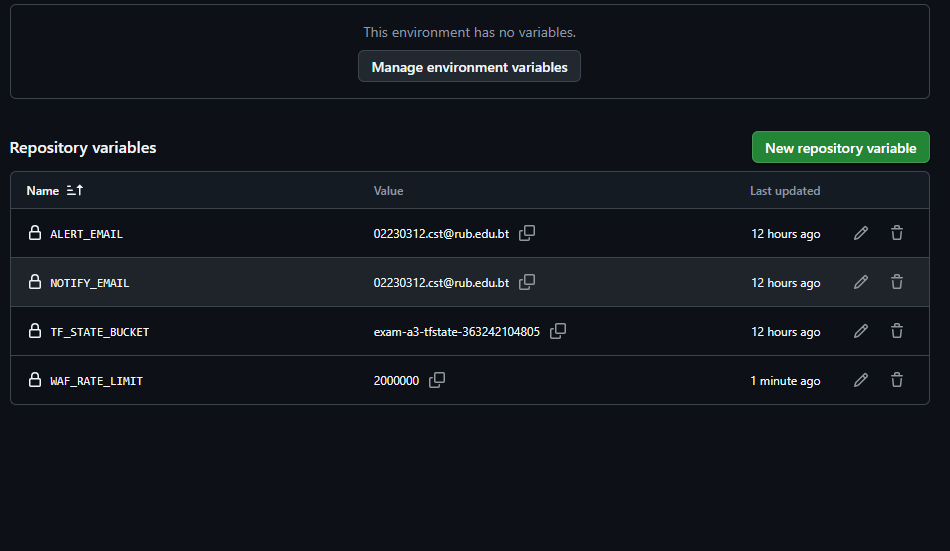 This environment has no variables.
Manage environment variables
Repository variables
New repository variable
Name Value Last updated
ALERT_EMAIL 02230312.cst@rub.edu.bt 12 hours ago
NOTIFY_EMAIL 02230312.cst@rub.edu.bt 12 hours ago
TF_STATE_BUCKET exam-a3-tfstate-363242104805 12 hours ago
WAF_RATE_LIMIT 2000000 1 minute ago